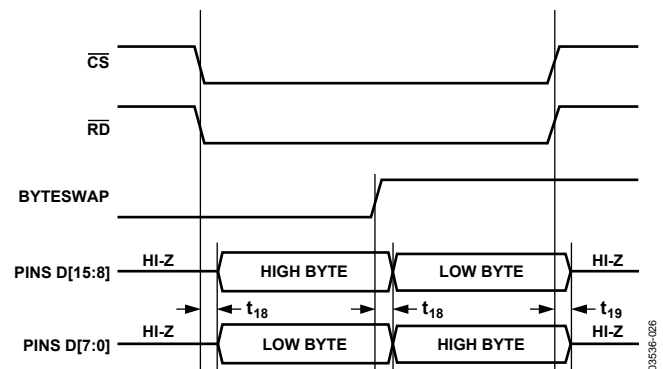 CS
RD
BYTESWAP
PINS D[15:8] HI-Z HIGH BYTE LOW BYTE HI-Z
t18 t18 t19
PINS D[7:0] HI-Z LOW BYTE HIGH BYTE HI-Z
03536-026